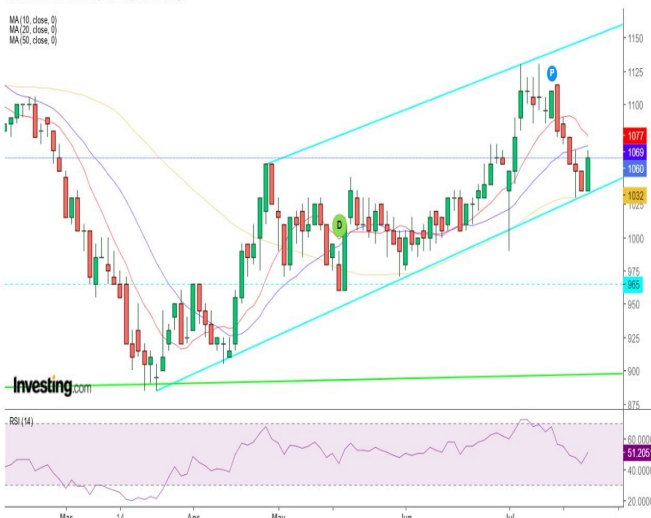 MA (10, close, 0)
MA (20, close, 0)
MA (50, close, 0)
1150
1125
P
1100
1077
1069
1060
1032
1025
D
1000
975
965
950
925
900
Investing.com
875
RSI (14)
60.0000
51.205
40.0000
20.0000
Mar '14 Apr May Jun Jul